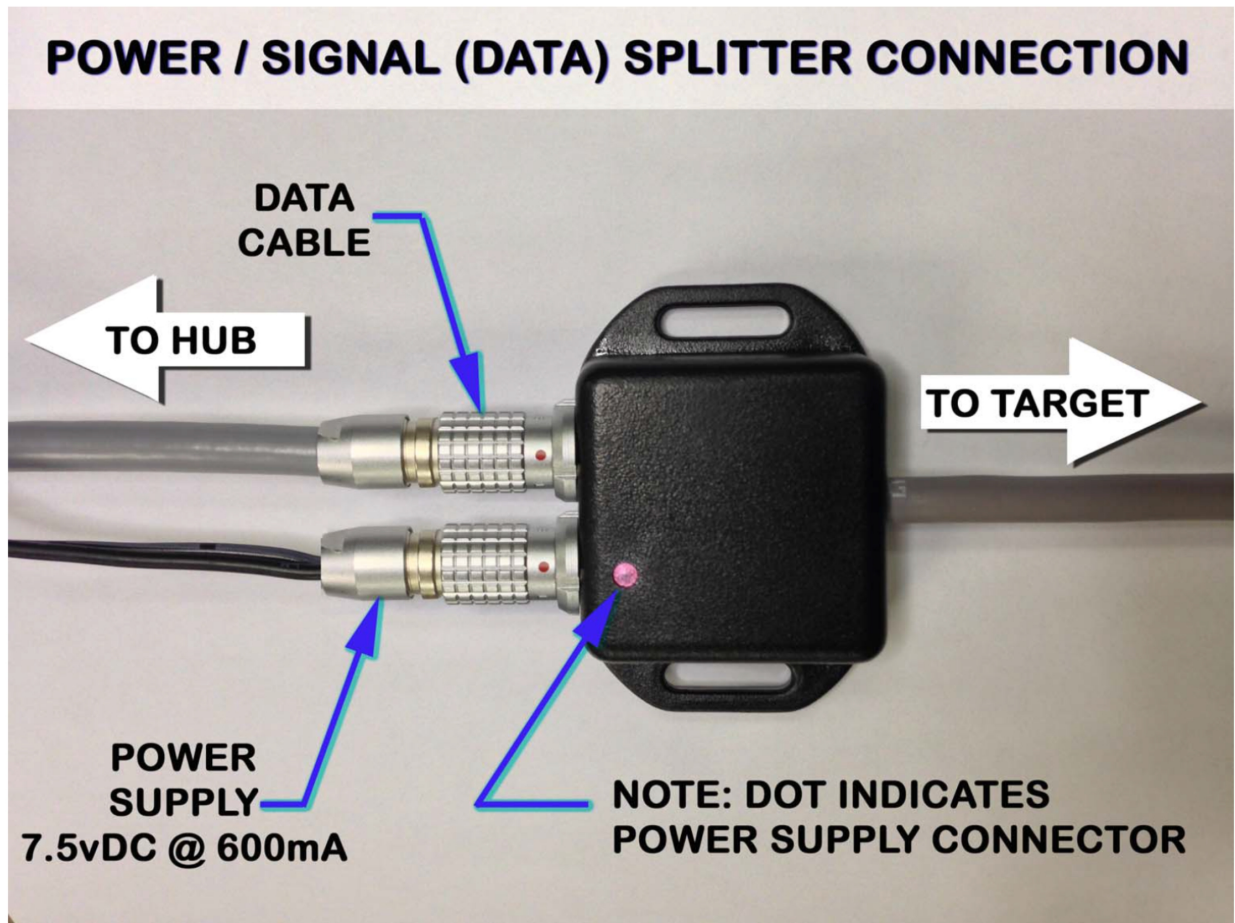 POWER / SIGNAL (DATA) SPLITTER CONNECTION
DATA
CABLE
TO HUB
TO TARGET
POWER
SUPPLY
7.5vDC @ 600mA
NOTE: DOT INDICATES
POWER SUPPLY CONNECTOR